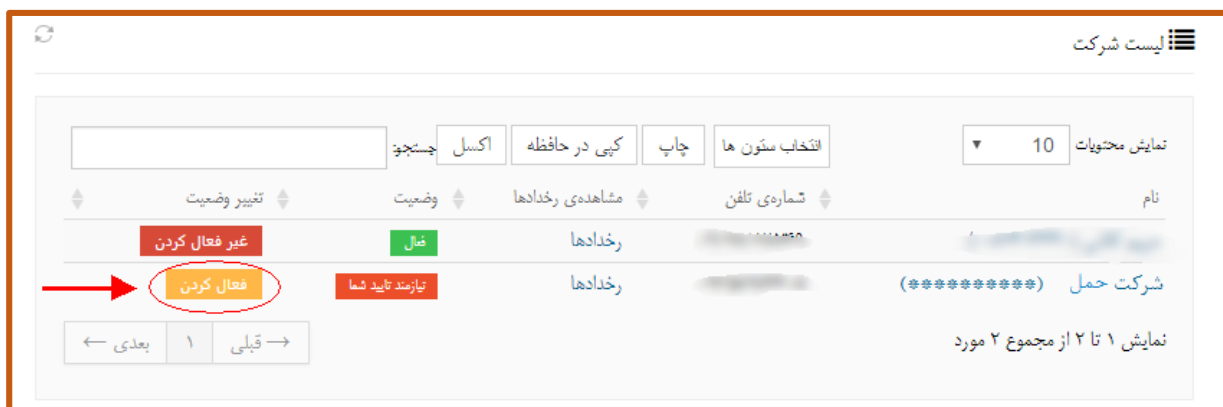 لیست شرکت
نمایش محتویات 10 انتخاب ستون ها چاپ کپی در حافظه اکسل جستجو:
نام شماره‌ی تلفن مشاهده‌ی رخدادها وضعیت تغییر وضعیت
رخدادها فعال غیر فعال کردن
شرکت حمل (**********) رخدادها نیازمند تایید شما فعال کردن
نمایش ۱ تا ۲ از مجموع ۲ مورد
→ قبلی ۱ بعدی ←